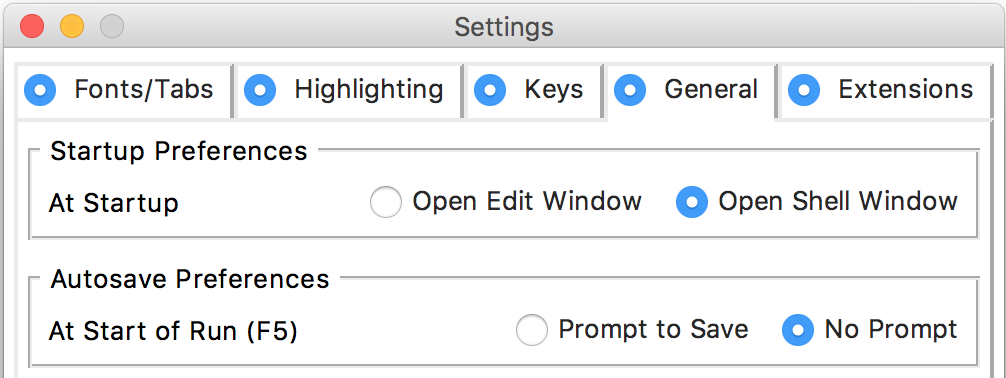 Settings
Fonts/Tabs Highlighting Keys General Extensions
Startup Preferences
At Startup Open Edit Window Open Shell Window
Autosave Preferences
At Start of Run (F5) Prompt to Save No Prompt